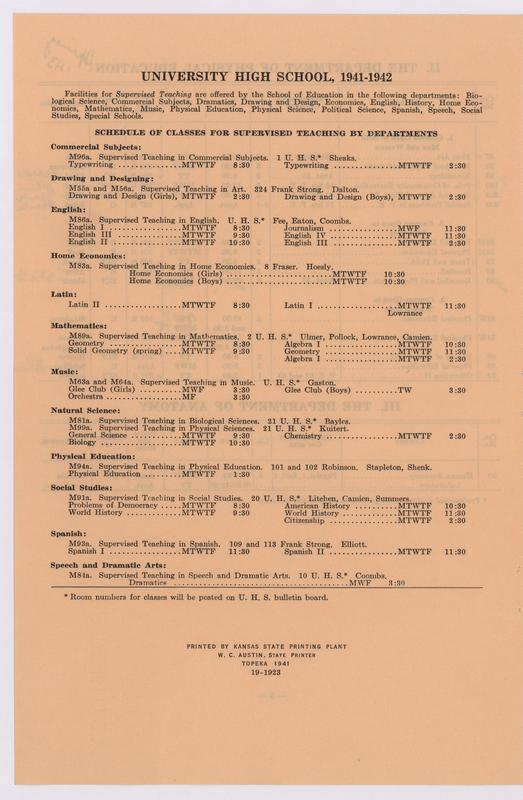 UNIVERSITY HIGH SCHOOL, 1941-1942
Facilities for Supervised Teaching are offered by the School of Education in the following departments: Bio-
logical Science, Commercial Subjects, Dramatics, Drawing and Design, Economics, English, History, Home Eco-
nomics, Mathematics, Music, Physical Education, Physical Science, Political Science, Spanish, Speech, Social
Studies, Special Schools.
SCHEDULE OF CLASSES FOR SUPERVISED TEACHING BY DEPARTMENTS
Commercial Subjects:
M96a. Supervised Teaching in Commercial Subjects. 1 U. H. S.* Sheaks.
Typewriting ...............MTWTF 8:30 Typewriting ...............MTWTF 2:30
Drawing and Designing:
M55a and M56a. Supervised Teaching in Art. 324 Frank Strong. Dalton.
Drawing and Design (Girls), MTWTF 2:30 Drawing and Design (Boys), MTWTF 2:30
English:
M86a. Supervised Teaching in English. U. H. S.* Fee, Eaton, Coombs.
English I ..................MTWTF 8:30 Journalism ................MWF 11:30
English III ................MTWTF 9:30 English IV ................MTWTF 11:30
English II .................MTWTF 10:30 English III ................MTWTF 2:30
Home Economics:
M83a. Supervised Teaching in Home Economics. 8 Fraser. Hoesly.
Home Economics (Girls) ........................MTWTF 10:30
Home Economics (Boys) ........................MTWTF 10:30
Latin:
Latin II ..................MTWTF 8:30 Latin I ...................MTWTF 11:30
Lowrance
Mathematics:
M89a. Supervised Teaching in Mathematics. 2 U. H. S.* Ulmer, Pollock, Lowrance, Camien.
Geometry ..................MTWTF 8:30 Algebra I .................MTWTF 10:30
Solid Geometry (spring) ....MTWTF 9:30 Geometry ..................MTWTF 11:30
Algebra I .................MTWTF 2:30
Music:
M63a and M64a. Supervised Teaching in Music. U. H. S.* Gaston.
Glee Club (Girls) ..........MWF 3:30 Glee Club (Boys) ..........TW 3:30
Orchestra ..................MF 3:30
Natural Science:
M81a. Supervised Teaching in Biological Sciences. 21 U. H. S.* Bayles.
M99a. Supervised Teaching in Physical Sciences. 21 U. H. S.* Kuitert.
General Science ............MTWTF 9:30 Chemistry .................MTWTF 2:30
Biology ....................MTWTF 10:30
Physical Education:
M94a. Supervised Teaching in Physical Education. 101 and 102 Robinson. Stapleton, Shenk.
Physical Education .........MTWTF 1:30
Social Studies:
M91a. Supervised Teaching in Social Studies. 20 U. H. S.* Litchen, Camien, Summers.
Problems of Democracy ......MTWTF 8:30 American History ..........MTWTF 10:30
World History ..............MTWTF 9:30 World History .............MTWTF 11:30
Citizenship ...............MTWTF 2:30
Spanish:
M93a. Supervised Teaching in Spanish. 109 and 113 Frank Strong. Elliott.
Spanish I ..................MTWTF 11:30 Spanish II ................MTWTF 11:30
Speech and Dramatic Arts:
M84a. Supervised Teaching in Speech and Dramatic Arts. 10 U. H. S.* Coombs.
Dramatics .......................................MWF 3:30
* Room numbers for classes will be posted on U. H. S. bulletin board.
PRINTED BY KANSAS STATE PRINTING PLANT
W. C. AUSTIN, STATE PRINTER
TOPEKA 1941
19-1923